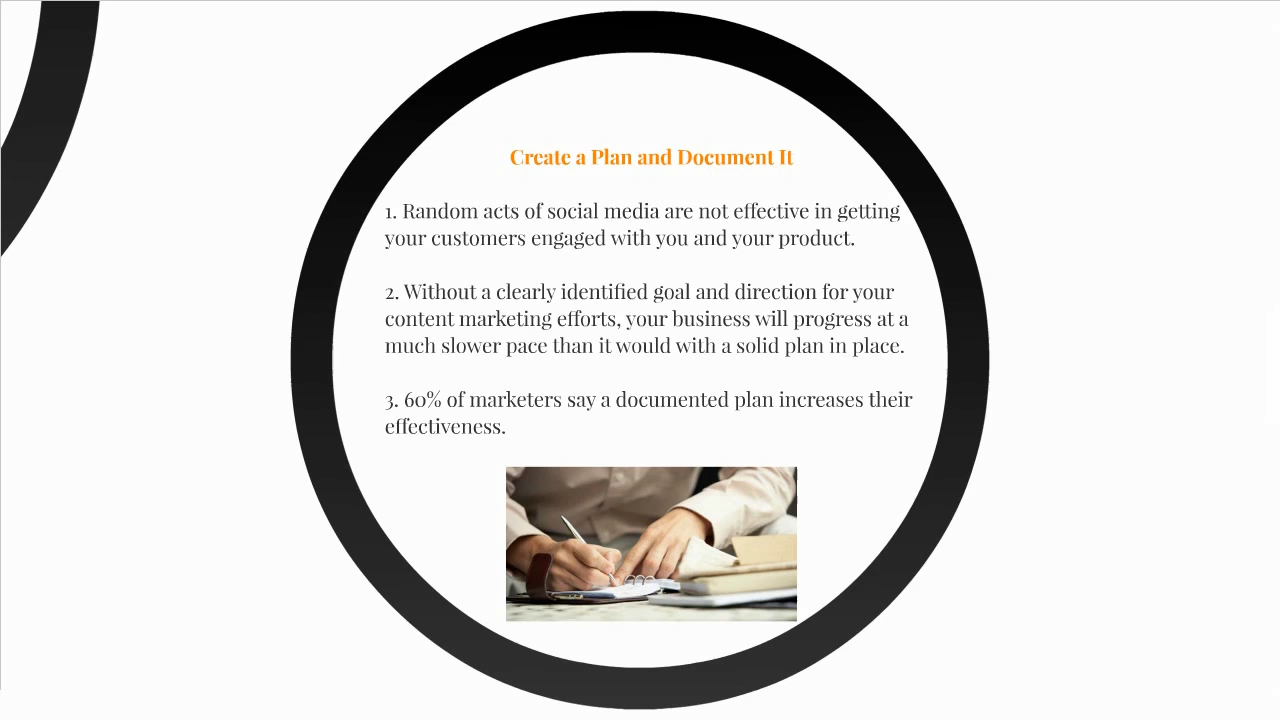 Create a Plan and Document It
1. Random acts of social media are not effective in getting
your customers engaged with you and your product.
2. Without a clearly identified goal and direction for your
content marketing efforts, your business will progress at a
much slower pace than it would with a solid plan in place.
3. 60% of marketers say a documented plan increases their
effectiveness.